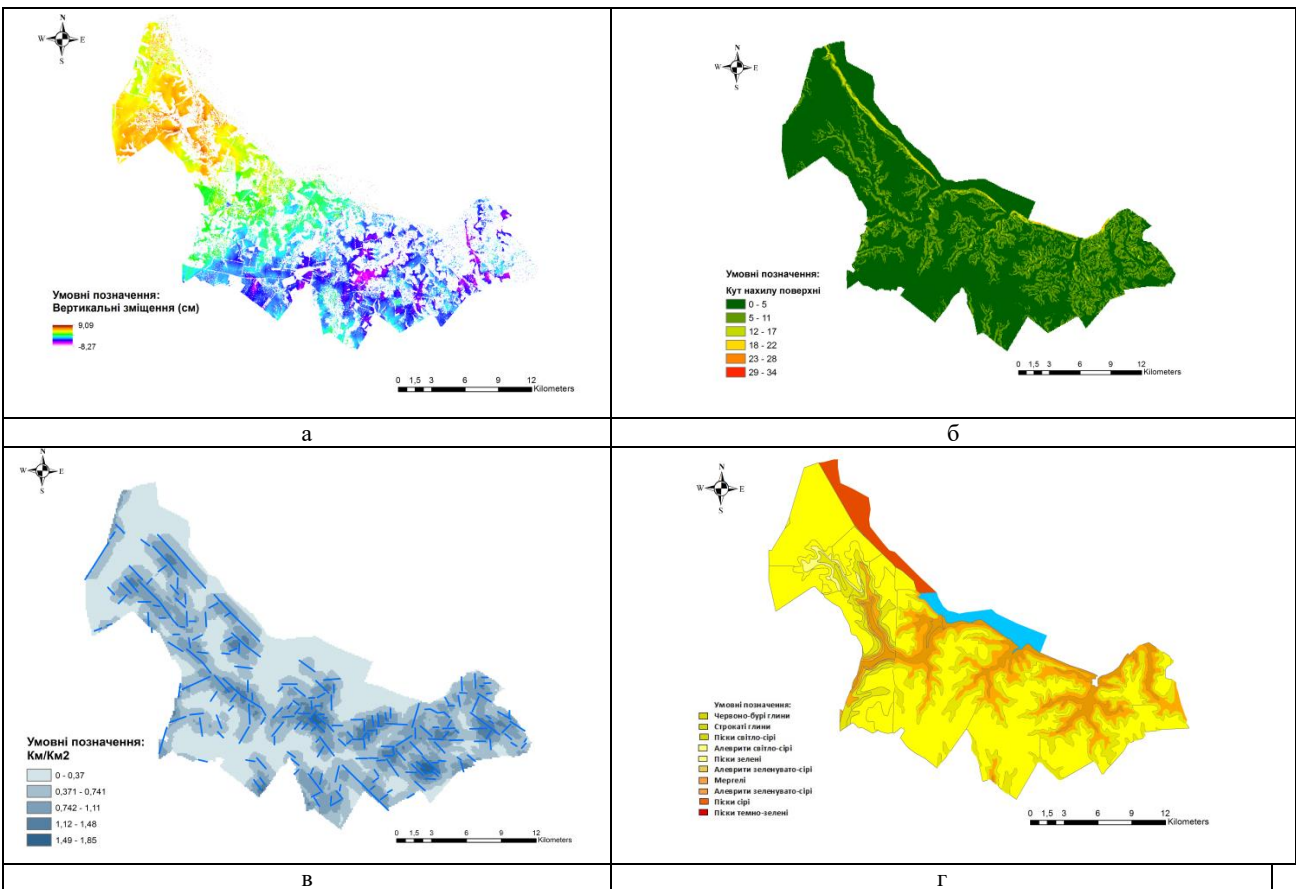 N
W E
S
Умовні позначення:
Вертикальні зміщення (см)
9,09
-8,27
0 1,5 3 6 9 12
Kilometers
а
N
W E
S
Умовні позначення:
Кут нахилу поверхні
0 - 5
5 - 11
12 - 17
18 - 22
23 - 28
29 - 34
0 1,5 3 6 9 12
Kilometers
б
N
W E
S
Умовні позначення:
Км/Км2
0 - 0,37
0,371 - 0,741
0,742 - 1,11
1,12 - 1,48
1,49 - 1,85
0 1,5 3 6 9 12
Kilometers
в
N
W E
S
Умовні позначення:
Червоно-бурі глини
Строкаті глини
Піски світло-сірі
Алеврити світло-сірі
Піски зелені
Алеврити зеленувато-сірі
Мергелі
Алеврити зеленувато-сірі
Піски сірі
Піски темно-зелені
0 1,5 3 6 9 12
Kilometers
г